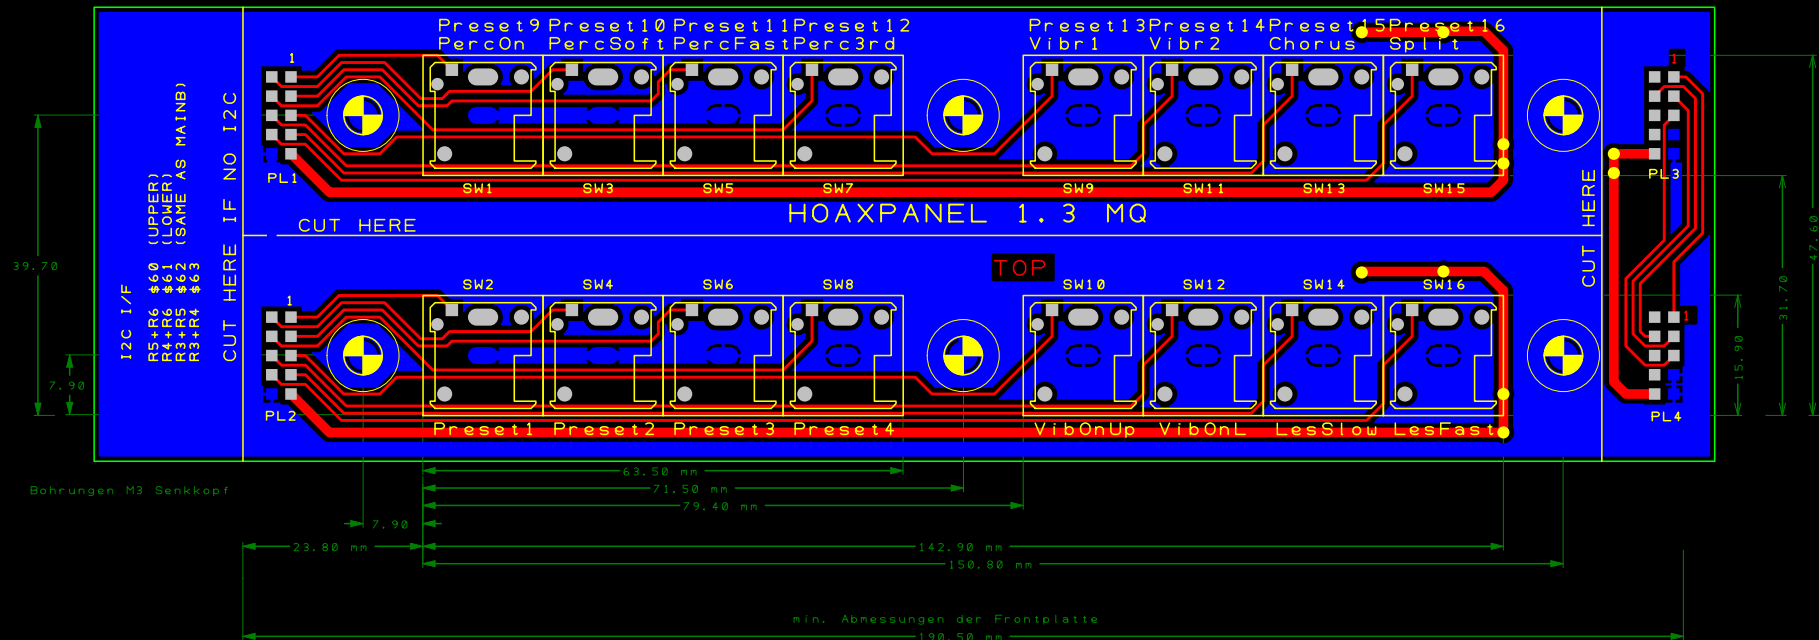 Preset9 Preset10 Preset11 Preset12 Preset13 Preset14 Preset15 Preset16
PercOn PercSoft PercFast Perc3rd Vibr1 Vibr2 Chorus Split
1
1
PL1
PL3
SW1 SW3 SW5 SW7 SW9 SW11 SW13 SW15
HOAXPANEL 1.3 MQ
CUT HERE
CUT HERE IF NO I2C
CUT HERE
I2C I/F
R5+R6 $60 (UPPER)
R4+R6 $61 (LOWER)
R3+R5 $62 (SAME AS MAINB)
R3+R4 $63
TOP
SW2 SW4 SW6 SW8 SW10 SW12 SW14 SW16
1
1
PL2
PL4
Preset1 Preset2 Preset3 Preset4 VibOnUp VibOnL LesSlow LesFast
39.70
7.90
47.60
31.70
15.90
63.50 mm
Bohrungen M3 Senkkopf
71.50 mm
79.40 mm
7.90
23.80 mm
142.90 mm
150.80 mm
min. Abmessungen der Frontplatte
190.50 mm